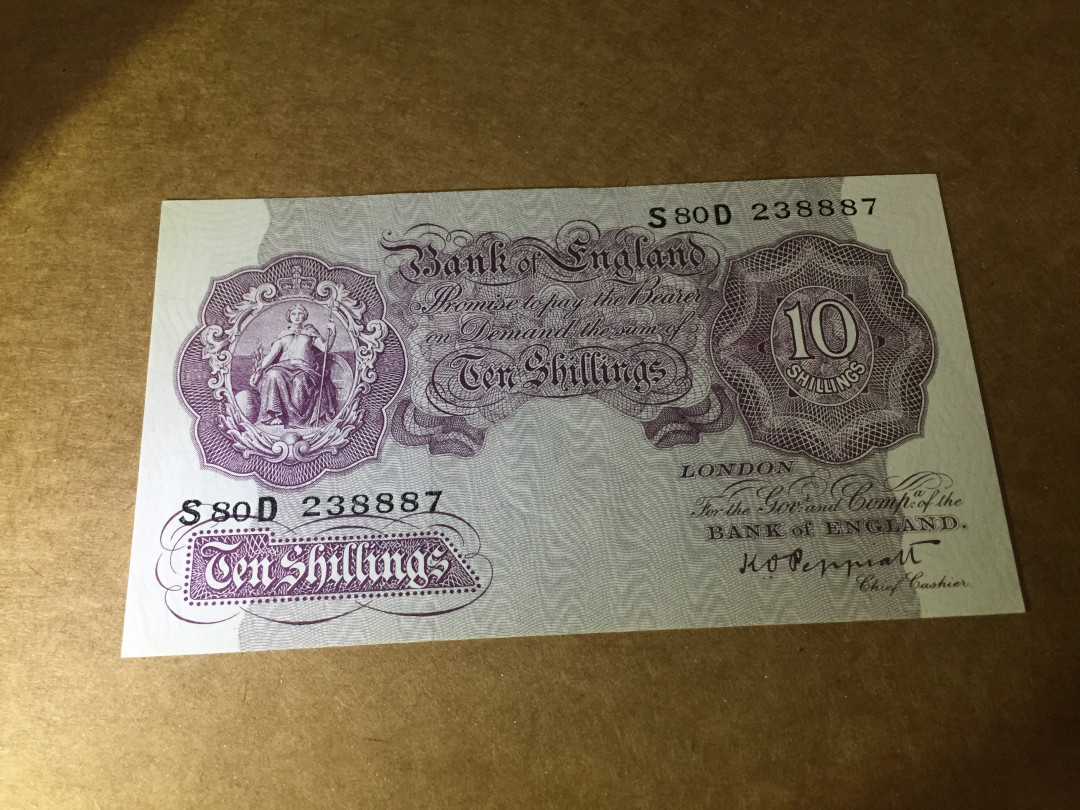 S80D 238887
Bank of England
Promise to pay the Bearer
on Demand the sum of
Ten Shillings
10
SHILLINGS
S80D 238887
Ten Shillings
LONDON
For the Govr. and Compa. of the
BANK of ENGLAND.
K O Peppiatt
Chief Cashier